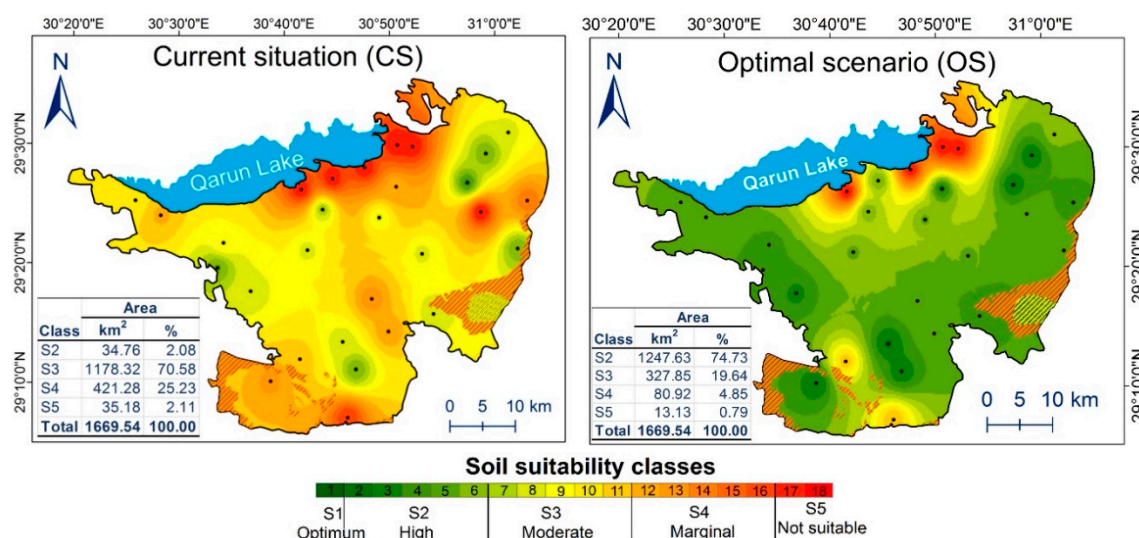 30°20'0"E 30°30'0"E 30°40'0"E 30°50'0"E 31°0'0"E
30°20'0"E 30°30'0"E 30°40'0"E 30°50'0"E 31°0'0"E
N
Current situation (CS)
N
Optimal scenario (OS)
29°30'0"N
29°20'0"N
29°10'0"N
29°30'0"N
29°20'0"N
29°10'0"N
Qarun Lake
Qarun Lake
Area
Class km² %
S2 34.76 2.08
S3 1178.32 70.58
S4 421.28 25.23
S5 35.18 2.11
Total 1669.54 100.00
0 5 10 km
Area
Class km² %
S2 1247.63 74.73
S3 327.85 19.64
S4 80.92 4.85
S5 13.13 0.79
Total 1669.54 100.00
0 5 10 km
Soil suitability classes
1 2 3 4 5 6 7 8 9 10 11 12 13 14 15 16 17 18
S1 S2 S3 S4 S5
Optimum High Moderate Marginal Not suitable